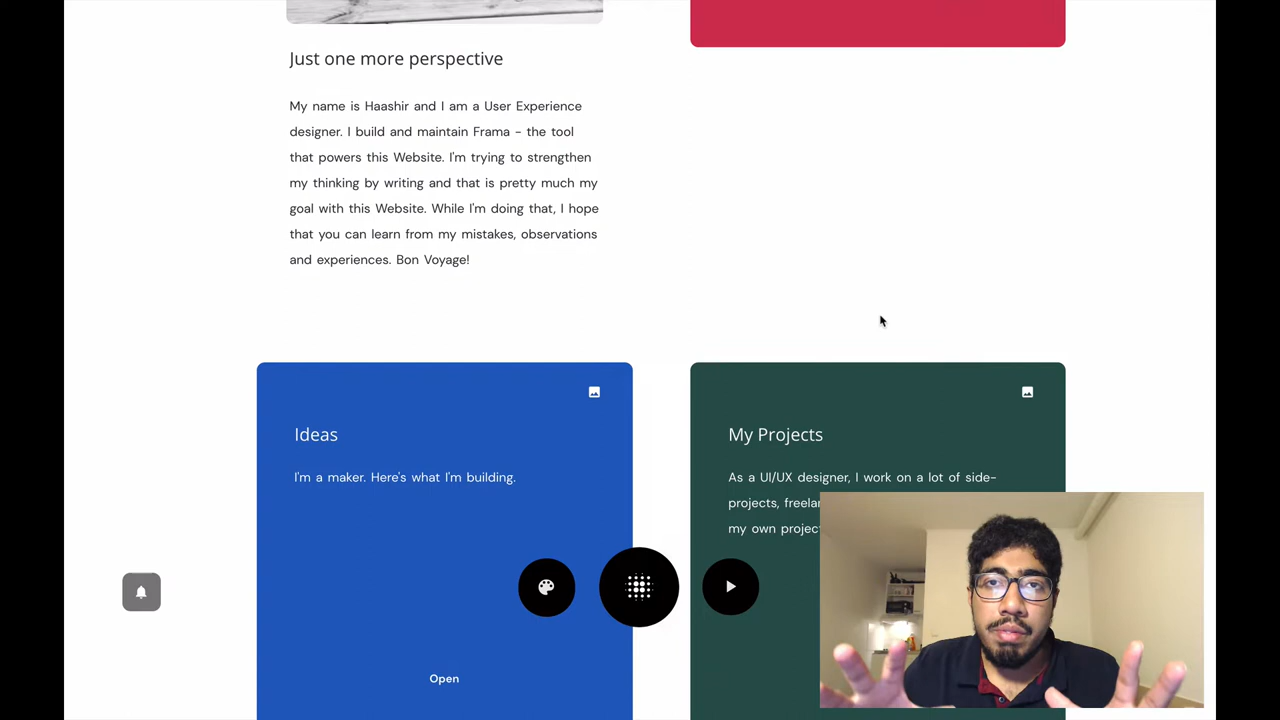 Just one more perspective
My name is Haashir and I am a User Experience
designer. I build and maintain Frama - the tool
that powers this Website. I'm trying to strengthen
my thinking by writing and that is pretty much my
goal with this Website. While I'm doing that, I hope
that you can learn from my mistakes, observations
and experiences. Bon Voyage!
Ideas
I'm a maker. Here's what I'm building.
Open
My Projects
As a UI/UX designer, I work on a lot of side-
projects,
my own